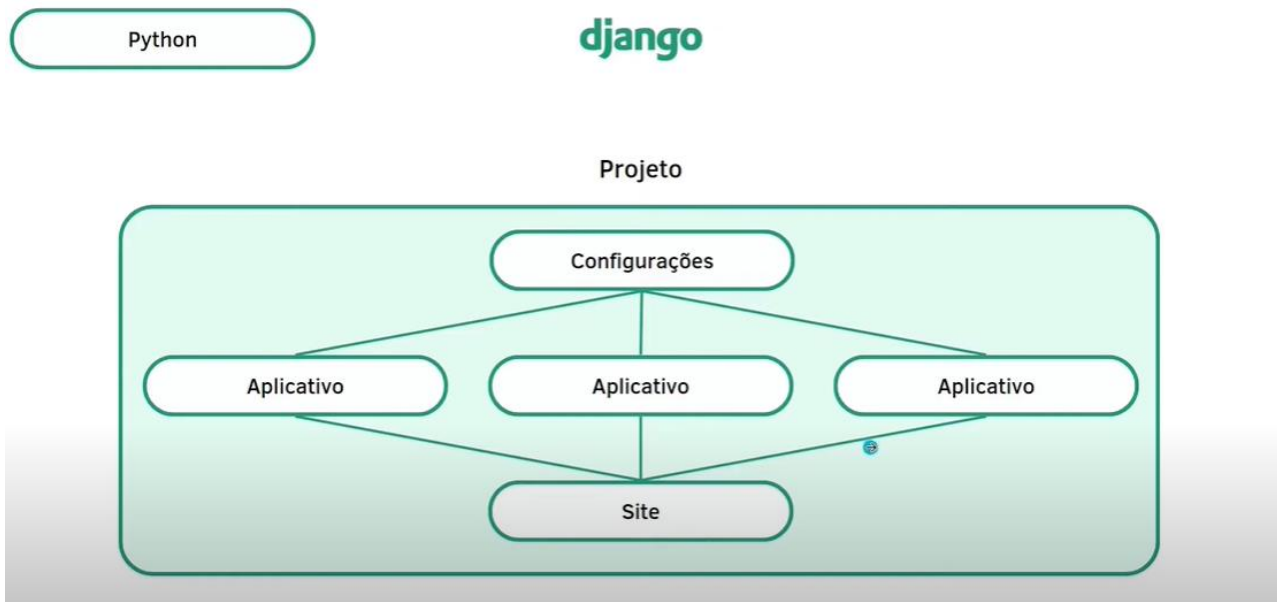 Python
django
Projeto
Configurações
Aplicativo
Aplicativo
Aplicativo
Site